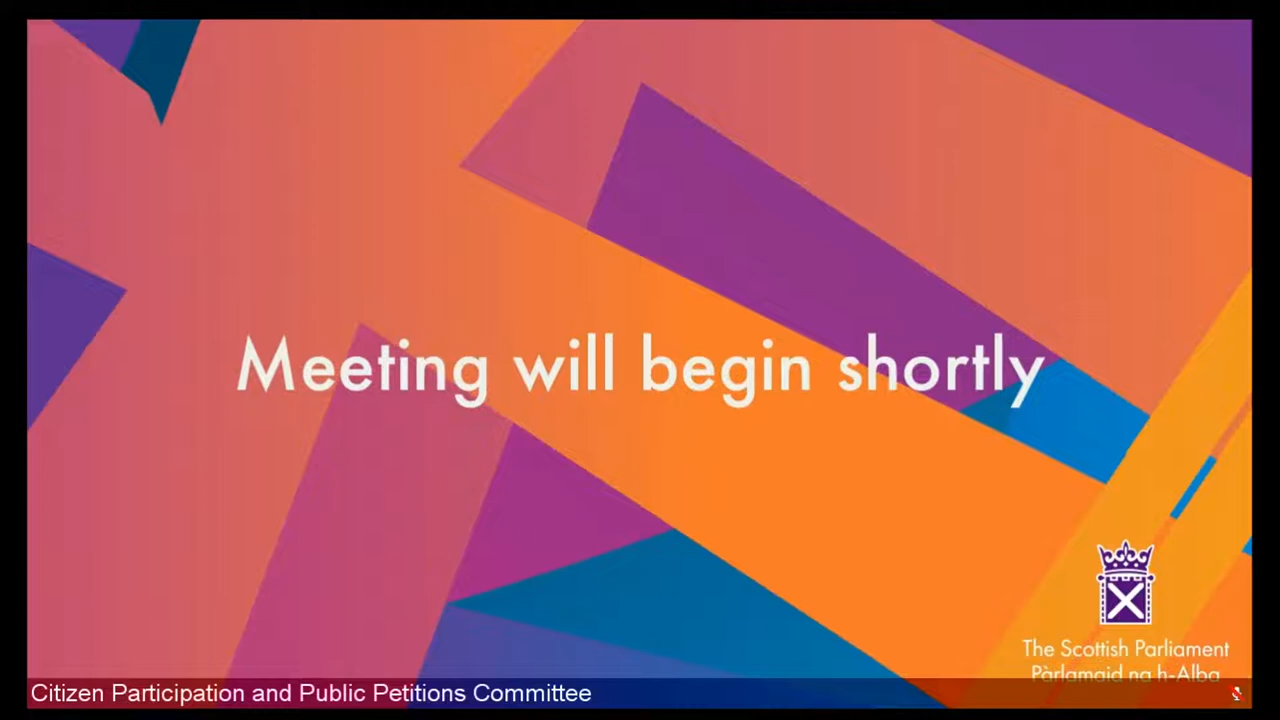 Meeting will begin shortly
The Scottish Parliament
Pàrlamaid na h-Alba
Citizen Participation and Public Petitions Committee